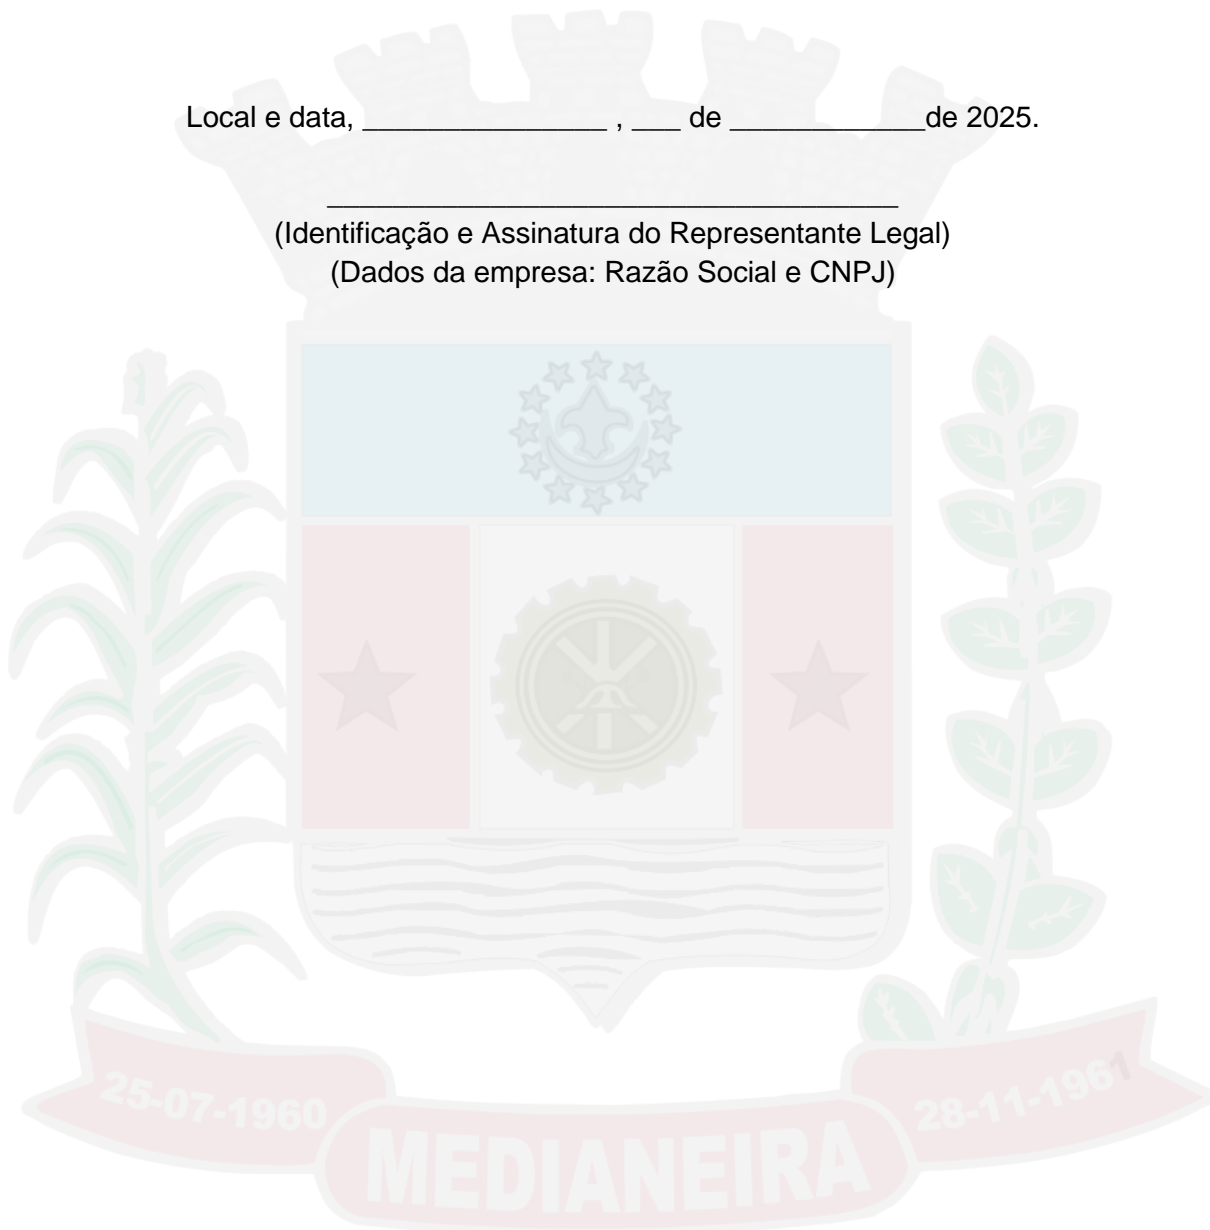 Local e data, _______________ , ___ de ____________de 2025.
___________________________________
(Identificação e Assinatura do Representante Legal)
(Dados da empresa: Razão Social e CNPJ)
25-07-1960
28-11-1961
MEDIANEIRA